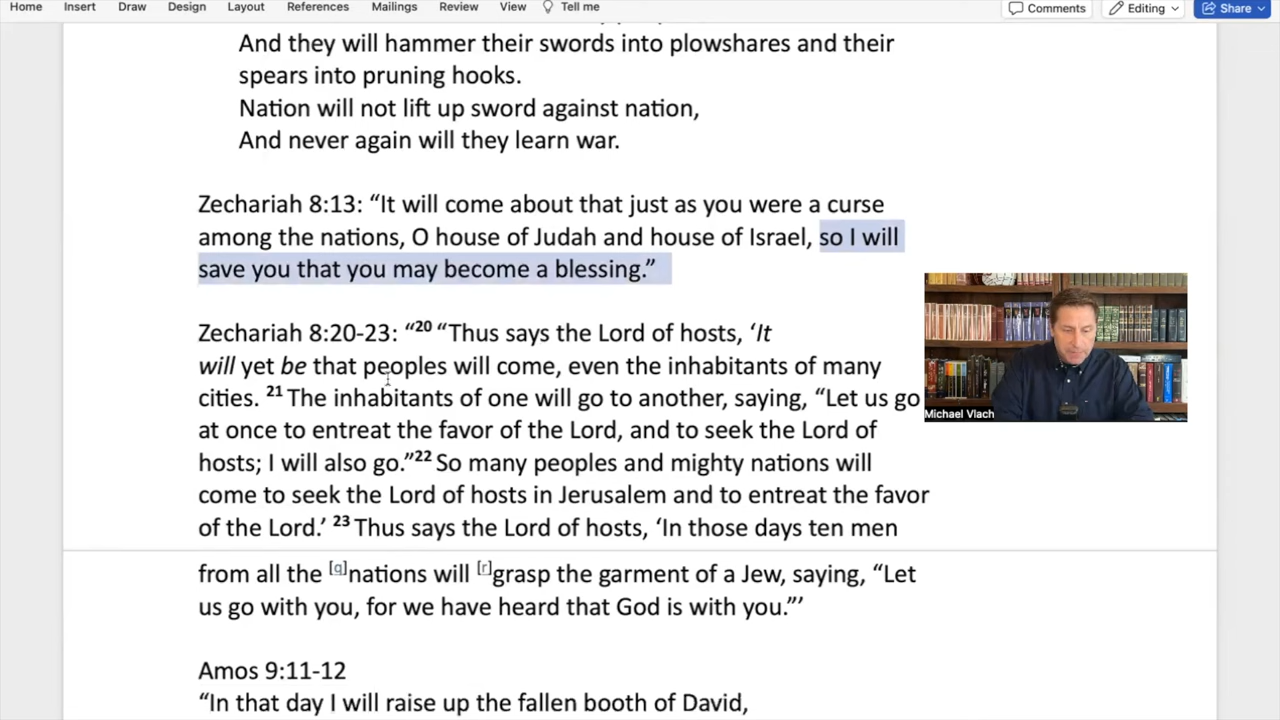 Home Insert Draw Design Layout References Mailings Review View Tell me Comments Editing Share
And they will hammer their swords into plowshares and their
spears into pruning hooks.
Nation will not lift up sword against nation,
And never again will they learn war.
Zechariah 8:13: “It will come about that just as you were a curse
among the nations, O house of Judah and house of Israel, so I will
save you that you may become a blessing.”
Zechariah 8:20-23: “20 “Thus says the Lord of hosts, ‘It
will yet be that peoples will come, even the inhabitants of many
cities. 21 The inhabitants of one will go to another, saying, “Let us go
at once to entreat the favor of the Lord, and to seek the Lord of
hosts; I will also go.”22 So many peoples and mighty nations will
come to seek the Lord of hosts in Jerusalem and to entreat the favor
of the Lord.’ 23 Thus says the Lord of hosts, ‘In those days ten men
from all the [q]nations will [r]grasp the garment of a Jew, saying, “Let
us go with you, for we have heard that God is with you.”’
Amos 9:11-12
“In that day I will raise up the fallen booth of David,
Michael Vlach